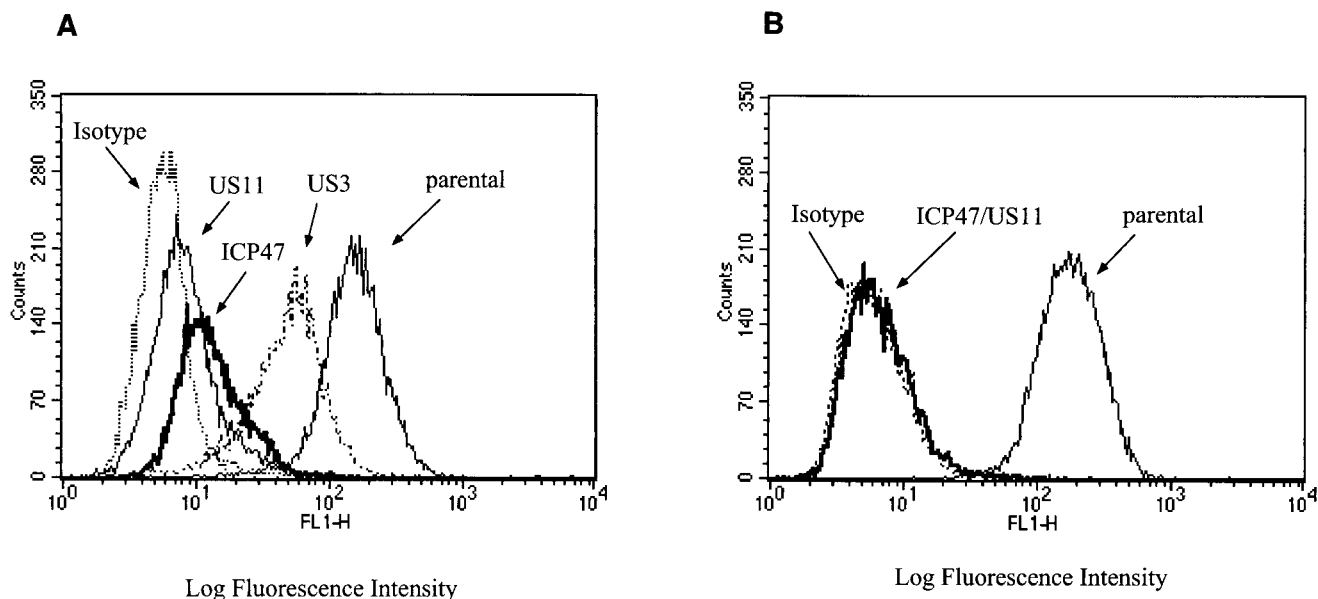 A
350
280
210
140
70
0
Counts
Isotype
US11
US3
parental
ICP47
10^0 10^1 10^2 10^3 10^4
FL1-H
Log Fluorescence Intensity
B
350
280
210
140
70
0
Counts
Isotype
ICP47/US11
parental
10^0 10^1 10^2 10^3 10^4
FL1-H
Log Fluorescence Intensity